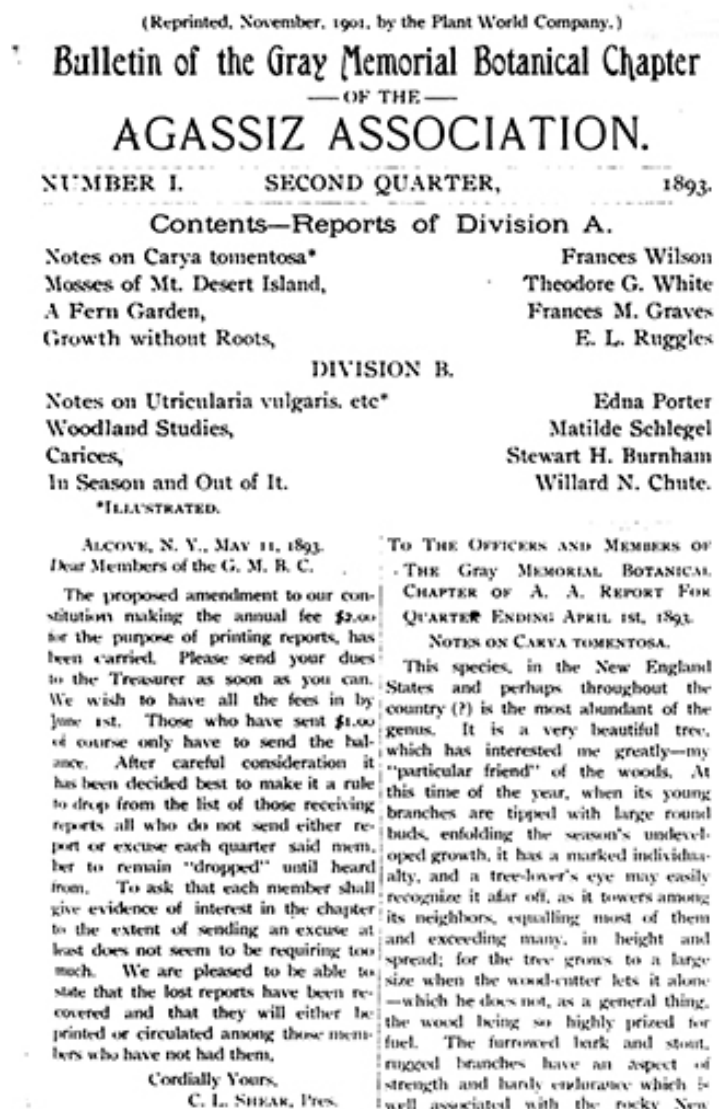 (Reprinted, November, 1901, by the Plant World Company.)
Bulletin of the Gray Memorial Botanical Chapter
—OF THE—
AGASSIZ ASSOCIATION.
NUMBER I. SECOND QUARTER, 1893.
Contents—Reports of Division A.
Notes on Carya tomentosa* Frances Wilson
Mosses of Mt. Desert Island, Theodore G. White
A Fern Garden, Frances M. Graves
Growth without Roots, E. L. Ruggles
DIVISION B.
Notes on Utricularia vulgaris. etc* Edna Porter
Woodland Studies, Matilde Schlegel
Carices, Stewart H. Burnham
In Season and Out of It. Willard N. Chute.
*ILLUSTRATED.
ALCOVE, N. Y., MAY 11, 1893.
Dear Members of the G. M. B. C.
The proposed amendment to our con-
stitution making the annual fee $2.00
for the purpose of printing reports, has
been carried. Please send your dues
to the Treasurer as soon as you can.
We wish to have all the fees in by
June 1st. Those who have sent $1.00
of course only have to send the bal-
ance. After careful consideration it
has been decided best to make it a rule
to drop from the list of those receiving
reports all who do not send either re-
port or excuse each quarter said mem,
ber to remain "dropped" until heard
from. To ask that each member shall
give evidence of interest in the chapter
to the extent of sending an excuse at
least does not seem to be requiring too
much. We are pleased to be able to
state that the lost reports have been re-
covered and that they will either be
printed or circulated among those mem-
bers who have not had them.
Cordially Yours,
C. L. SHEAR, Pres.
TO THE OFFICERS AND MEMBERS OF
THE Gray MEMORIAL BOTANICAL
CHAPTER OF A. A. REPORT FOR
QUARTER ENDING APRIL 1ST, 1893.
NOTES ON CARYA TOMENTOSA.
This species, in the New England
States and perhaps throughout the
country (?) is the most abundant of the
genus. It is a very beautiful tree,
which has interested me greatly—my
"particular friend" of the woods. At
this time of the year, when its young
branches are tipped with large round
buds, enfolding the season's undevel-
oped growth, it has a marked individu-
alty, and a tree-lover's eye may easily
recognize it afar off, as it towers among
its neighbors, equalling most of them
and exceeding many, in height and
spread; for the tree grows to a large
size when the wood-cutter lets it alone
—which he does not, as a general thing,
the wood being so highly prized for
fuel. The furrowed bark and stout,
rugged branches have an aspect of
strength and hardy endurance which is
well associated with the rocky New